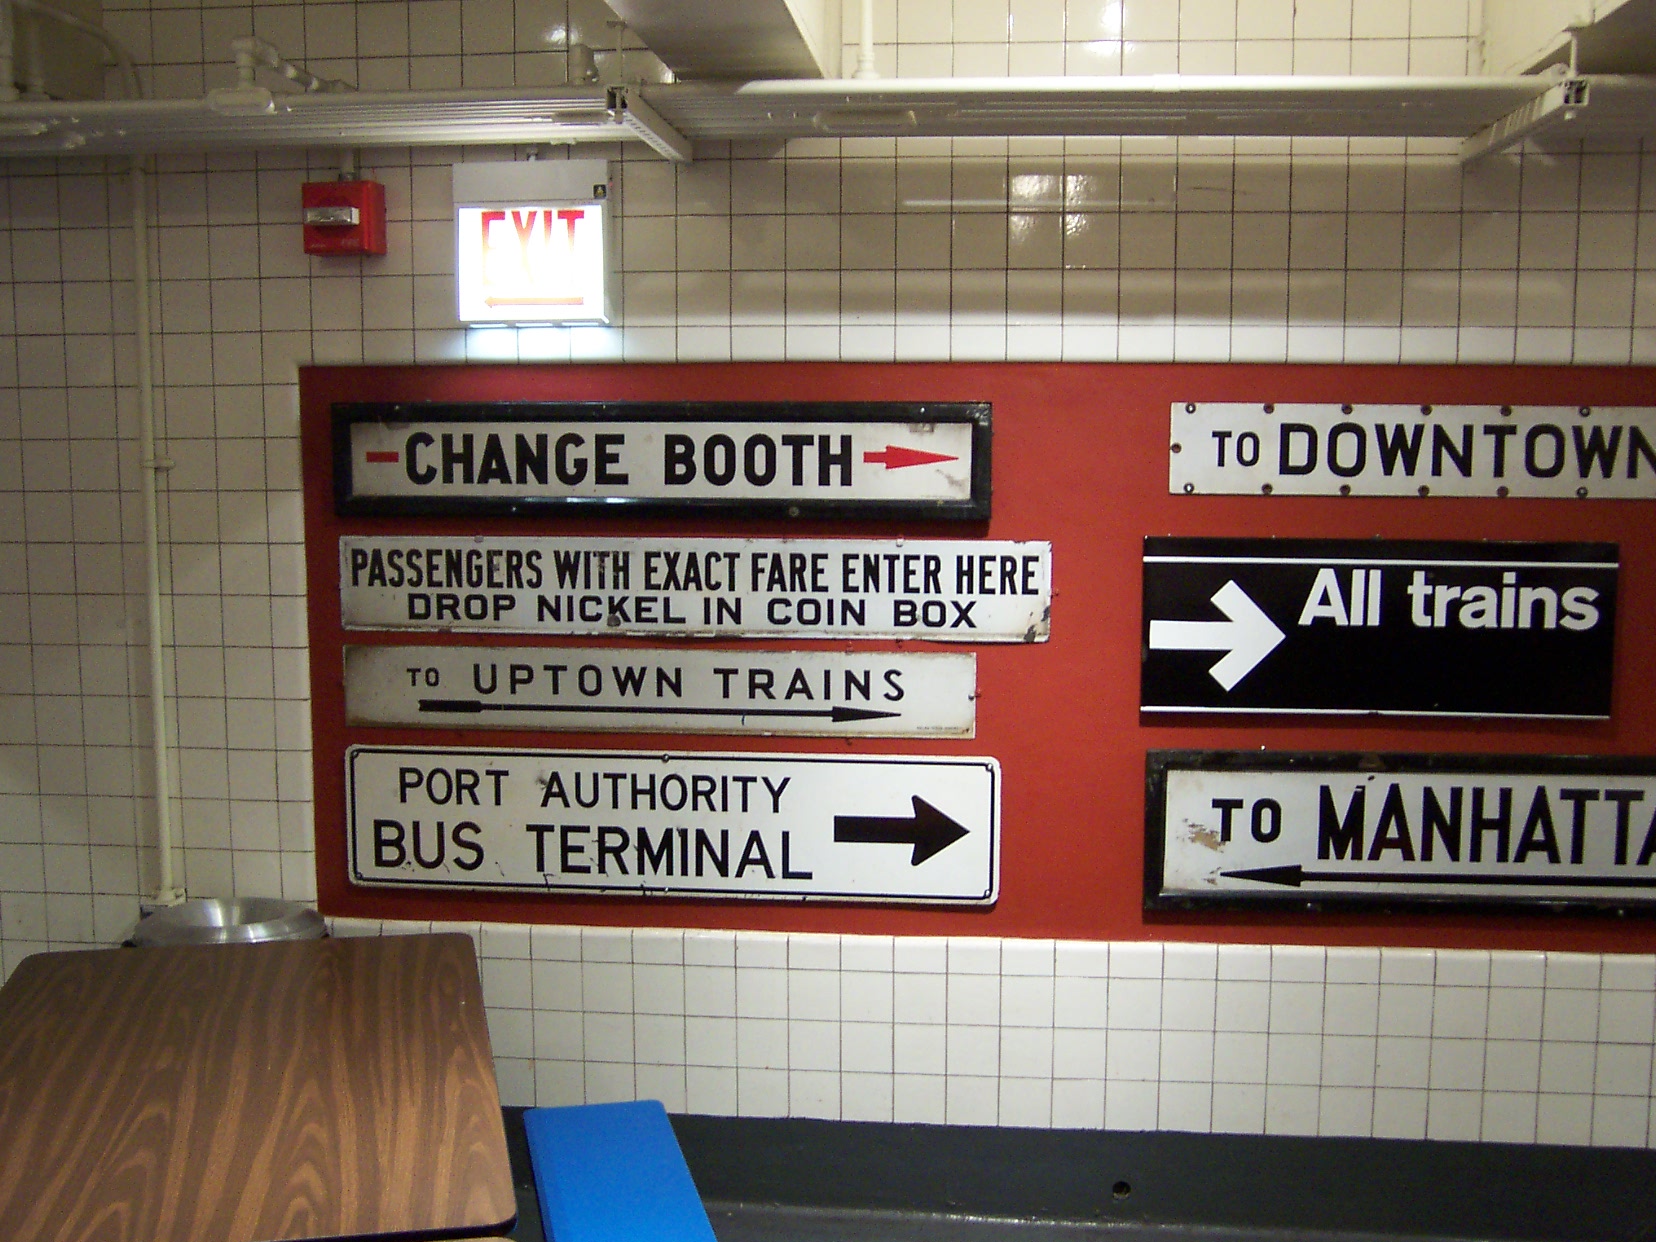 EXIT
CHANGE BOOTH
PASSENGERS WITH EXACT FARE ENTER HERE
DROP NICKEL IN COIN BOX
TO UPTOWN TRAINS
PORT AUTHORITY
BUS TERMINAL
TO DOWNTOWN
All trains
TO MANHATTA